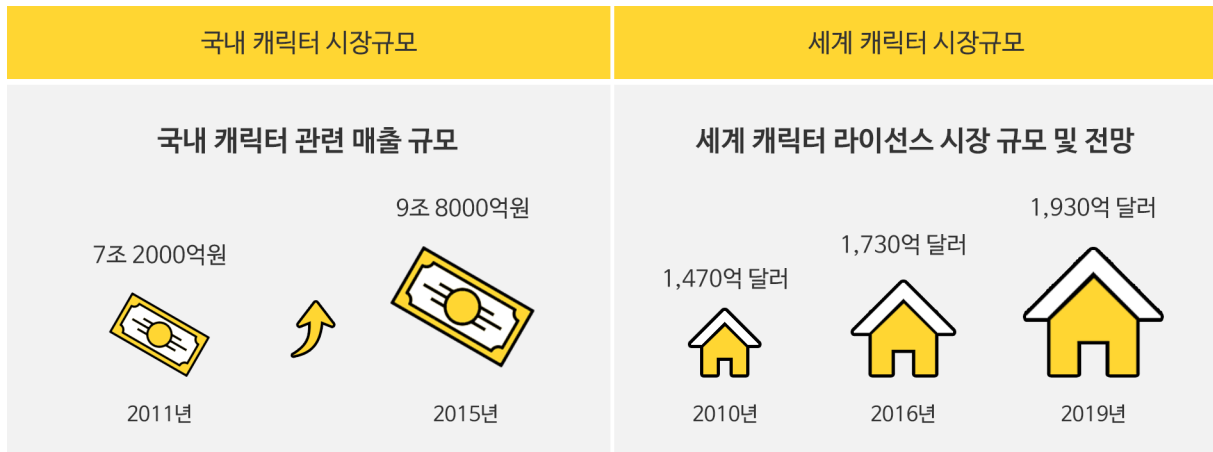 국내 캐릭터 시장규모
세계 캐릭터 시장규모
국내 캐릭터 관련 매출 규모
7조 2000억원
9조 8000억원
2011년
2015년
세계 캐릭터 라이선스 시장 규모 및 전망
1,470억 달러
1,730억 달러
1,930억 달러
2010년
2016년
2019년